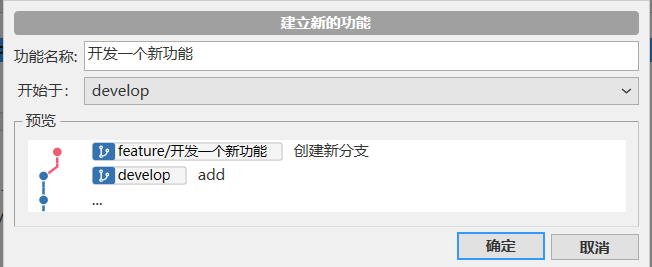 建立新的功能
功能名称: 开发一个新功能
开始于: develop
预览
feature/开发一个新功能 创建新分支
develop add
...
确定 取消